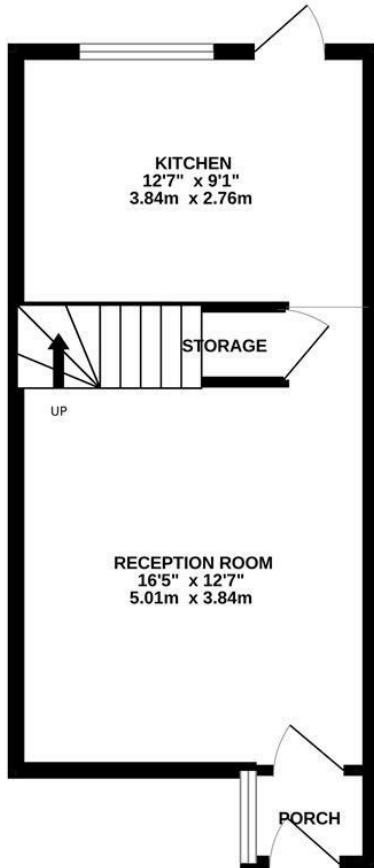 KITCHEN
12'7" x 9'1"
3.84m x 2.76m
STORAGE
UP
RECEPTION ROOM
16'5" x 12'7"
5.01m x 3.84m
PORCH